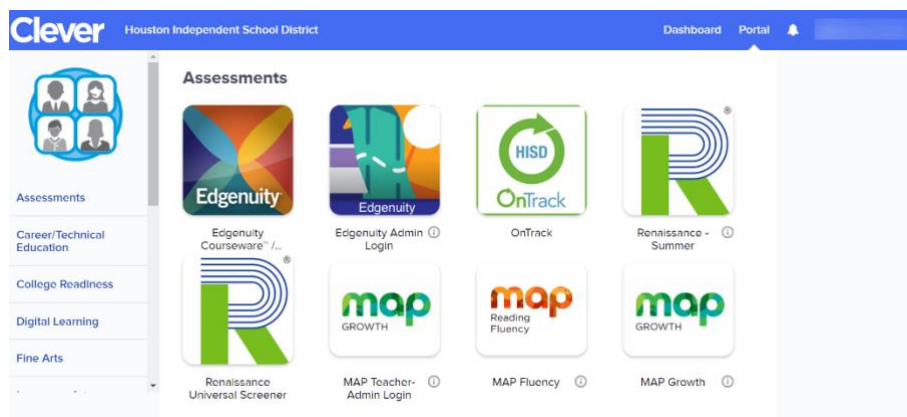 Clever Houston Independent School District Dashboard Portal
Assessments
Assessments
Career/Technical
Education
College Readiness
Digital Learning
Fine Arts
Edgenuity
Edgenuity
HISD
OnTrack
R®
Edgenuity
Courseware™ /...
Edgenuity Admin
Login
OnTrack
Renaissance -
Summer
R®
map
GROWTH
map
Reading
Fluency
map
GROWTH
Renaissance
Universal Screener
MAP Teacher-
Admin Login
MAP Fluency
MAP Growth